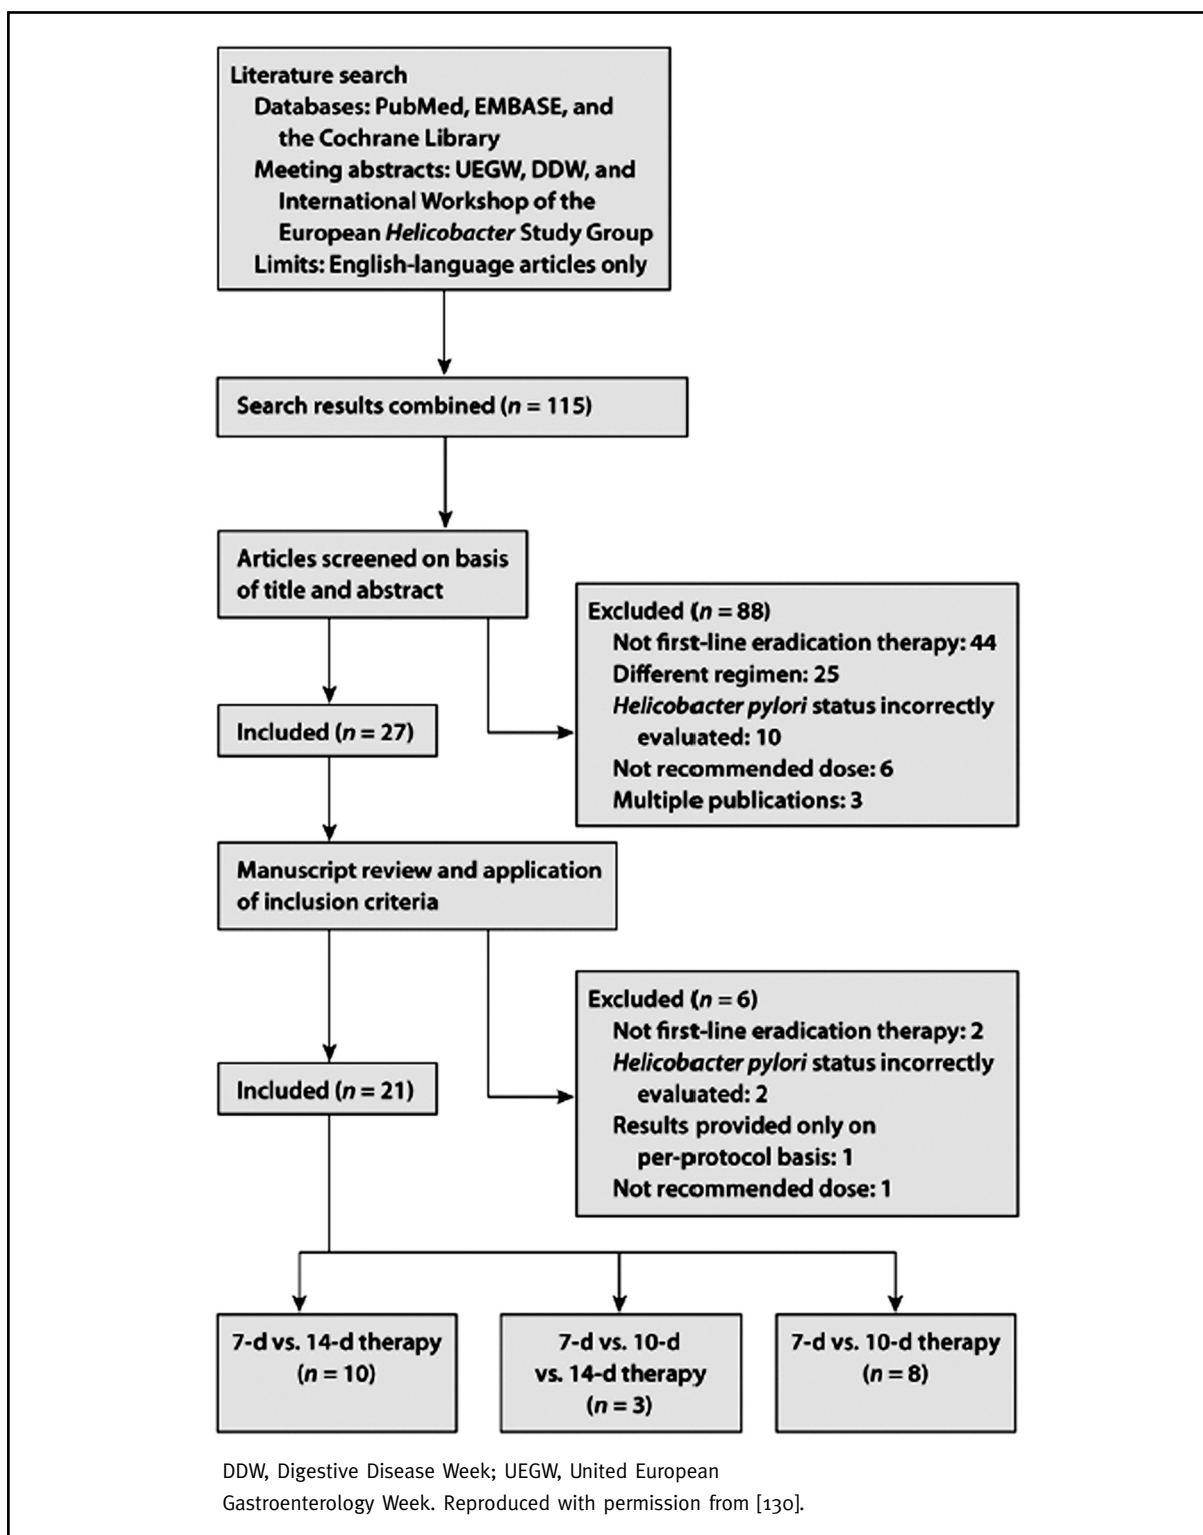 Literature search
Databases: PubMed, EMBASE, and
the Cochrane Library
Meeting abstracts: UEGW, DDW, and
International Workshop of the
European Helicobacter Study Group
Limits: English-language articles only
Search results combined (n = 115)
Articles screened on basis
of title and abstract
Excluded (n = 88)
Not first-line eradication therapy: 44
Different regimen: 25
Helicobacter pylori status incorrectly
evaluated: 10
Not recommended dose: 6
Multiple publications: 3
Included (n = 27)
Manuscript review and application
of inclusion criteria
Excluded (n = 6)
Not first-line eradication therapy: 2
Helicobacter pylori status incorrectly
evaluated: 2
Results provided only on
per-protocol basis: 1
Not recommended dose: 1
Included (n = 21)
7-d vs. 14-d therapy
(n = 10)
7-d vs. 10-d
vs. 14-d therapy
(n = 3)
7-d vs. 10-d therapy
(n = 8)
DDW, Digestive Disease Week; UEGW, United European
Gastroenterology Week. Reproduced with permission from [130].